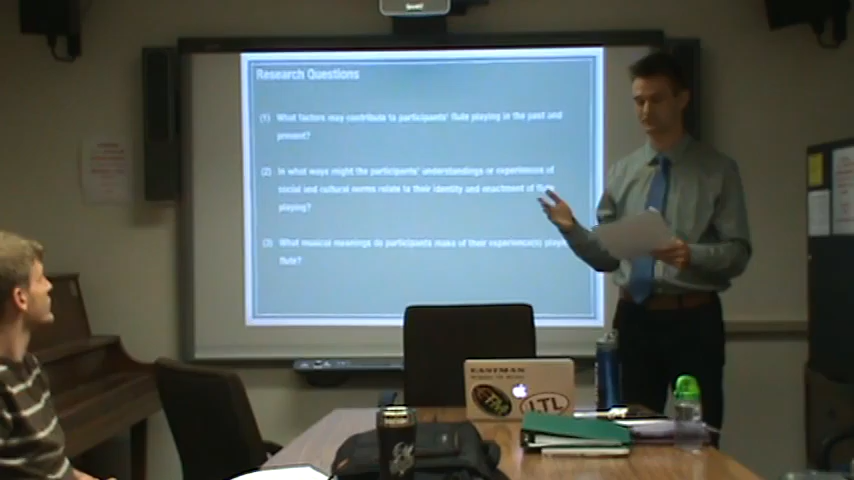 Research Questions
(1) What factors may contribute to participants' flute playing in the past and
present?
(2) In what ways might the participants' understandings or experiences of
social and cultural norms relate to their identity and enactment of flute
playing?
(3) What musical meanings do participants make of their experience(s)
flute?
EASTMAN
LTL